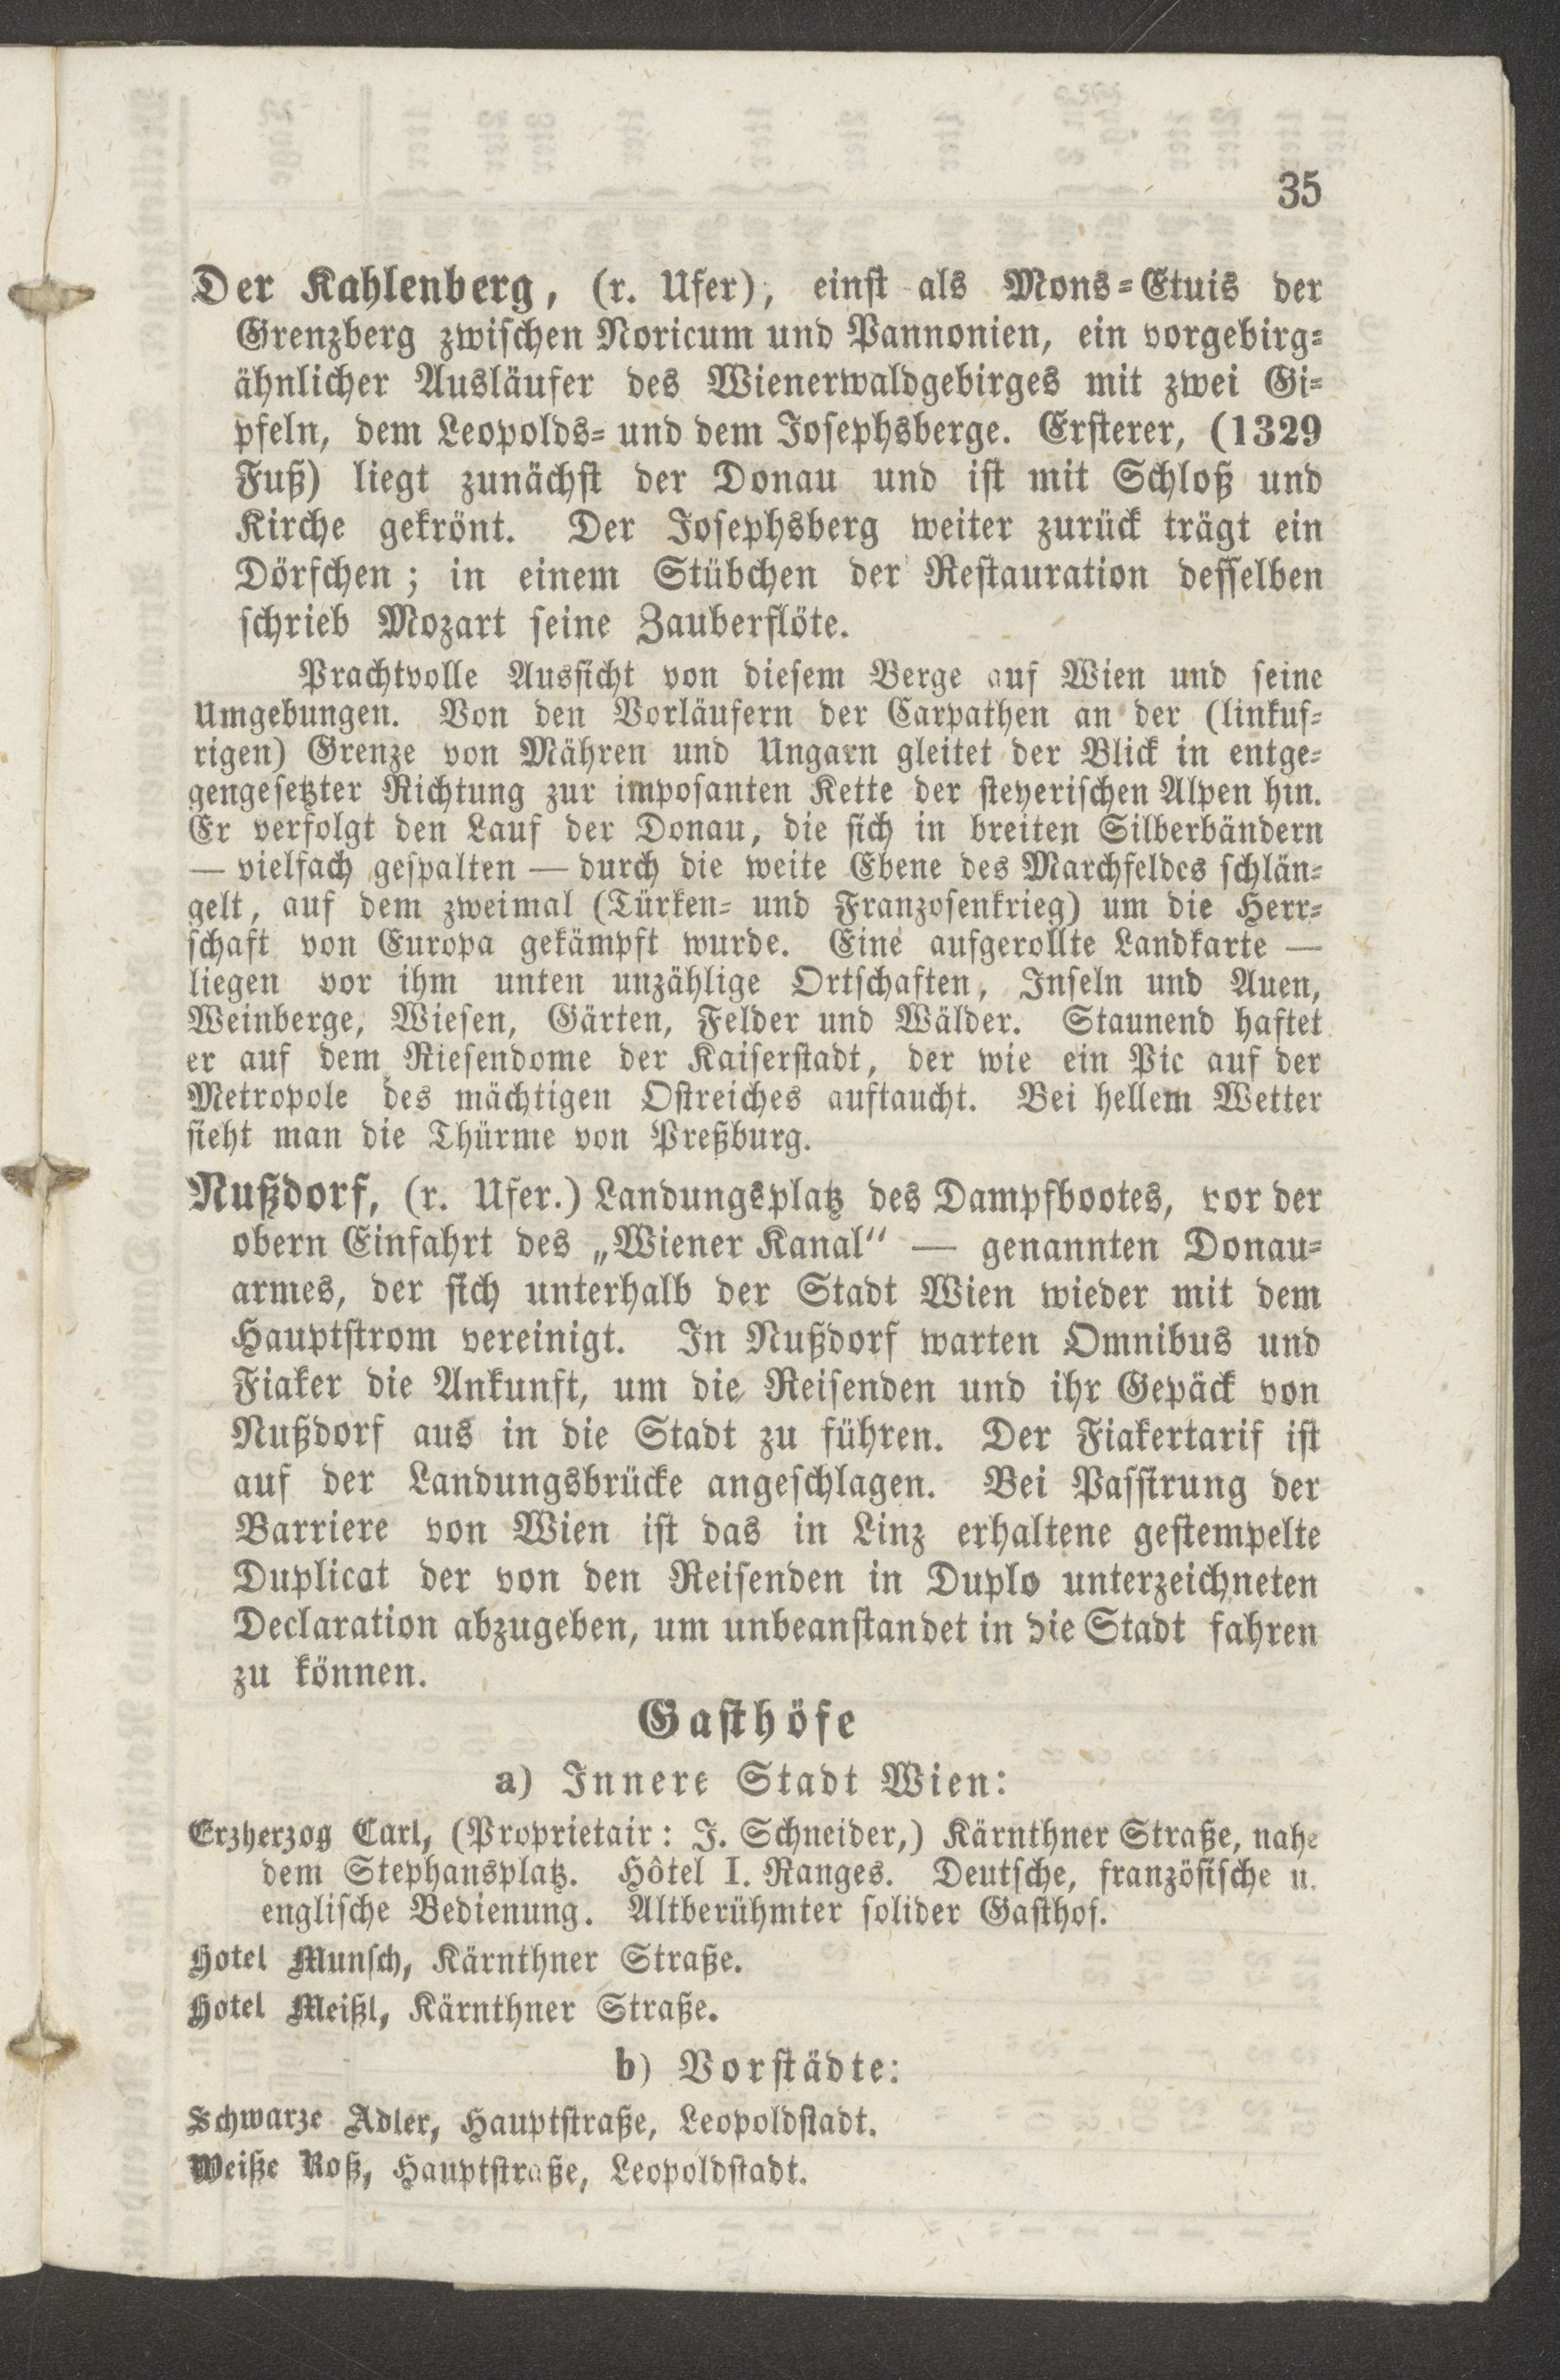 35
Der Kahlenberg, (r. Ufer), einst als Mons-Etuis der
Grenzberg zwischen Noricum und Pannonien, ein vorgebirg-
ähnlicher Ausläufer des Wienerwaldgebirges mit zwei Gi-
pfeln, dem Leopolds- und dem Josephsberge. Ersterer, (1329
Fuß) liegt zunächst der Donau und ist mit Schloß und
Kirche gekrönt. Der Josephsberg weiter zurück trägt ein
Dörfchen; in einem Stübchen der Restauration desselben
schrieb Mozart seine Zauberflöte.
Prachtvolle Aussicht von diesem Berge auf Wien und seine
Umgebungen. Von den Vorläufern der Carpathen an der (linkuf-
rigen) Grenze von Mähren und Ungarn gleitet der Blick in entge-
gengesetzter Richtung zur imposanten Kette der steyerischen Alpen hin.
Er verfolgt den Lauf der Donau, die sich in breiten Silberbändern
— vielfach gespalten — durch die weite Ebene des Marchfeldes schlän-
gelt, auf dem zweimal (Türken- und Franzosenkrieg) um die Herr-
schaft von Europa gekämpft wurde. Eine aufgerollte Landkarte —
liegen vor ihm unten unzählige Ortschaften, Inseln und Auen,
Weinberge, Wiesen, Gärten, Felder und Wälder. Staunend haftet
er auf dem Riesendome der Kaiserstadt, der wie ein Pic auf der
Metropole des mächtigen Ostreiches auftaucht. Bei hellem Wetter
sieht man die Thürme von Preßburg.
Nußdorf, (r. Ufer.) Landungsplatz des Dampfbootes, vor der
obern Einfahrt des „Wiener Kanal“ — genannten Donau-
armes, der sich unterhalb der Stadt Wien wieder mit dem
Hauptstrom vereinigt. In Nußdorf warten Omnibus und
Fiaker die Ankunft, um die Reisenden und ihr Gepäck von
Nußdorf aus in die Stadt zu führen. Der Fiakertarif ist
auf der Landungsbrücke angeschlagen. Bei Passirung der
Barriere von Wien ist das in Linz erhaltene gestempelte
Duplicat der von den Reisenden in Duplo unterzeichneten
Declaration abzugeben, um unbeanstandet in die Stadt fahren
zu können.
Gasthöfe
a) Innere Stadt Wien:
Erzherzog Carl, (Proprietair: J. Schneider,) Kärnthner Straße, nahe
dem Stephansplatz. Hôtel I. Ranges. Deutsche, französische u.
englische Bedienung. Altberühmter solider Gasthof.
Hotel Munsch, Kärnthner Straße.
Hotel Meißl, Kärnthner Straße.
b) Vorstädte:
Schwarze Adler, Hauptstraße, Leopoldstadt.
Weiße Roß, Hauptstraße, Leopoldstadt.